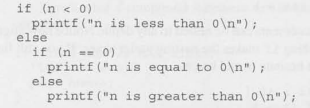 if (n < 0)
  printf("n is less than 0\n");
else
  if (n == 0)
    printf("n is equal to 0\n");
  else
    printf("n is greater than 0\n");